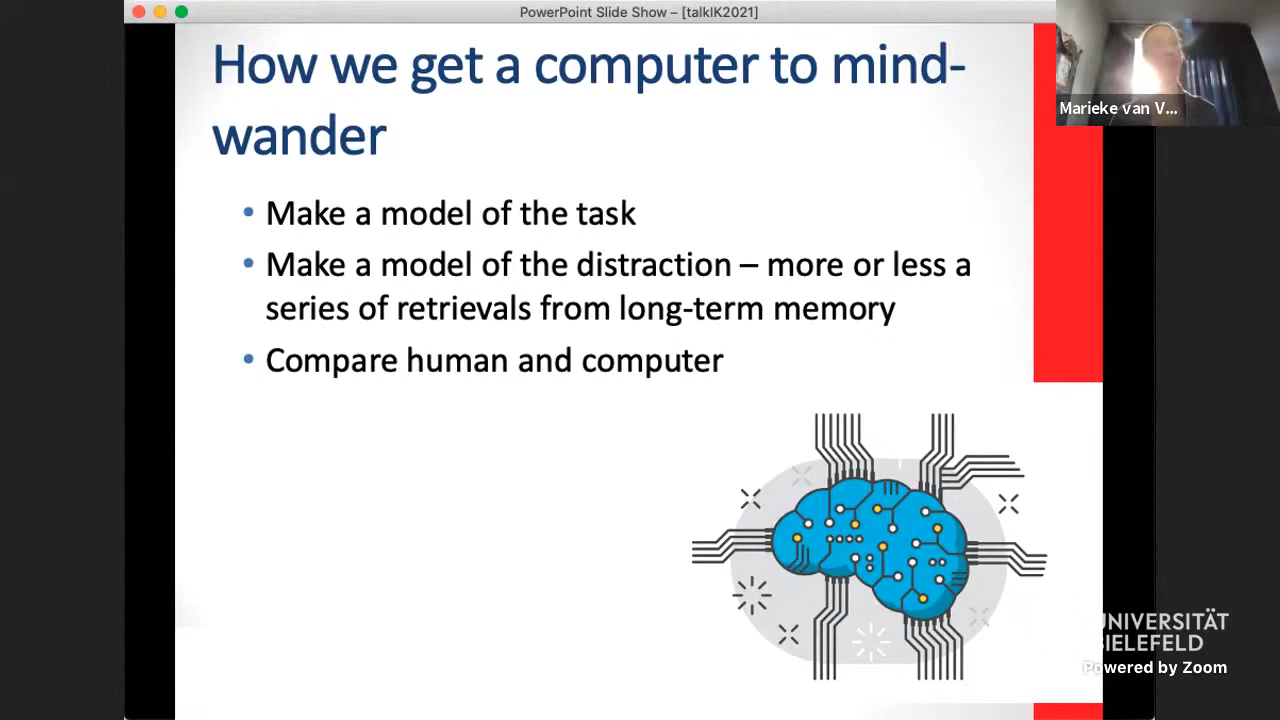 PowerPoint Slide Show – [talkIK2021]
How we get a computer to mind-
wander
• Make a model of the task
• Make a model of the distraction – more or less a
series of retrievals from long-term memory
• Compare human and computer
Marieke van V...
UNIVERSITÄT
BIELEFELD
Powered by Zoom